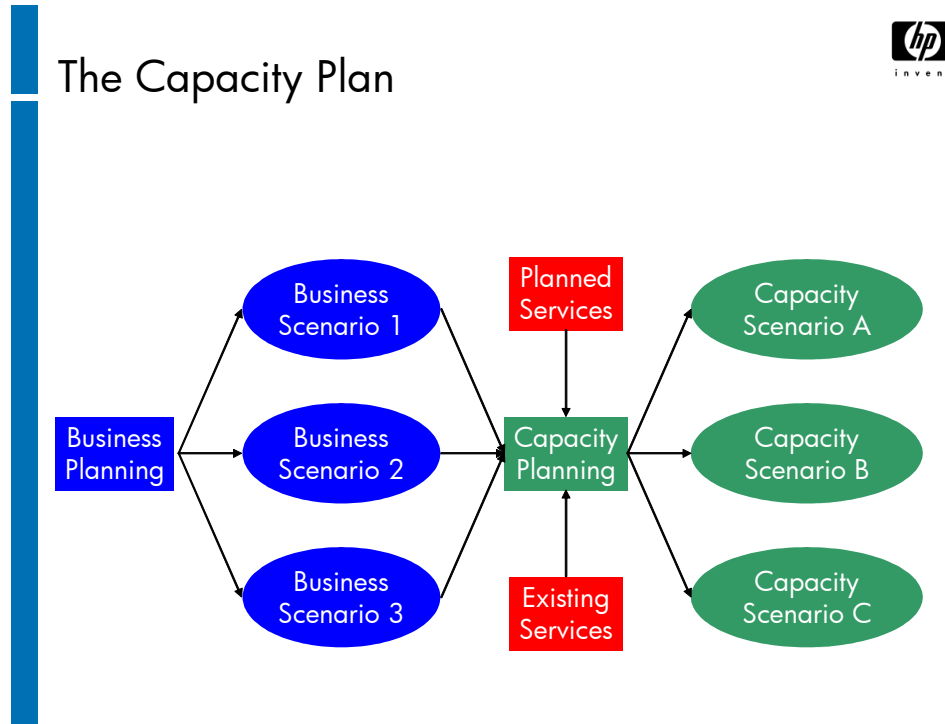 The Capacity Plan
hp
inven
Business
Scenario 1
Planned
Services
Capacity
Scenario A
Business
Planning
Business
Scenario 2
Capacity
Planning
Capacity
Scenario B
Business
Scenario 3
Existing
Services
Capacity
Scenario C